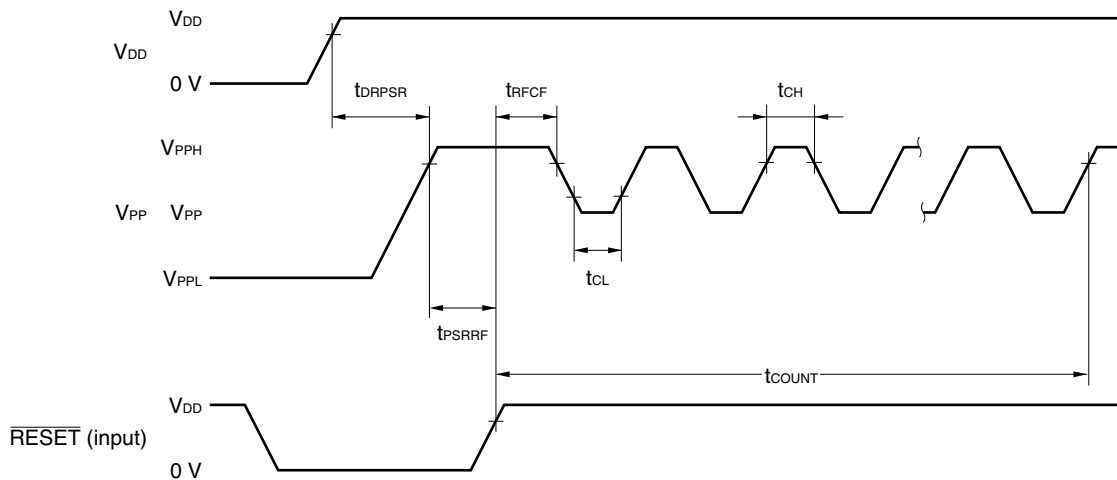 VDD
VDD
0 V
tDRPSR
tRFCF
tCH
VPPH
VPP VPP
tCL
VPPL
tPSRRF
tCOUNT
VDD
RESET (input)
0 V